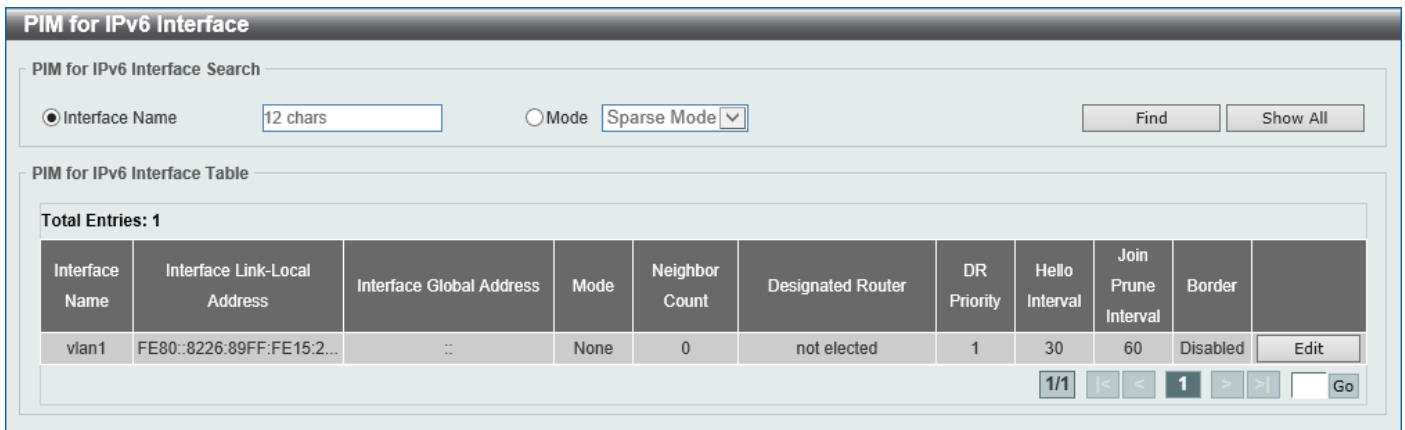 PIM for IPv6 Interface
PIM for IPv6 Interface Search
Interface Name 12 chars Mode Sparse Mode Find Show All
PIM for IPv6 Interface Table
Total Entries: 1
Interface Name Interface Link-Local Address Interface Global Address Mode Neighbor Count Designated Router DR Priority Hello Interval Join Prune Interval Border
vlan1 FE80::8226:89FF:FE15:2... :: None 0 not elected 1 30 60 Disabled Edit
1/1 |< < 1 > >| Go